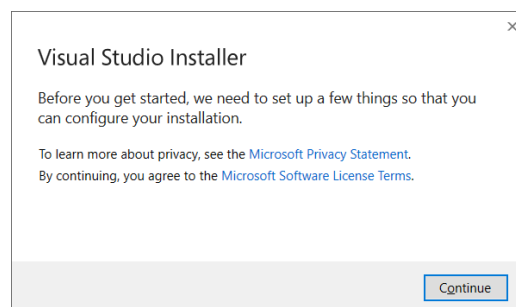 Visual Studio Installer
Before you get started, we need to set up a few things so that you
can configure your installation.
To learn more about privacy, see the Microsoft Privacy Statement.
By continuing, you agree to the Microsoft Software License Terms.
Continue